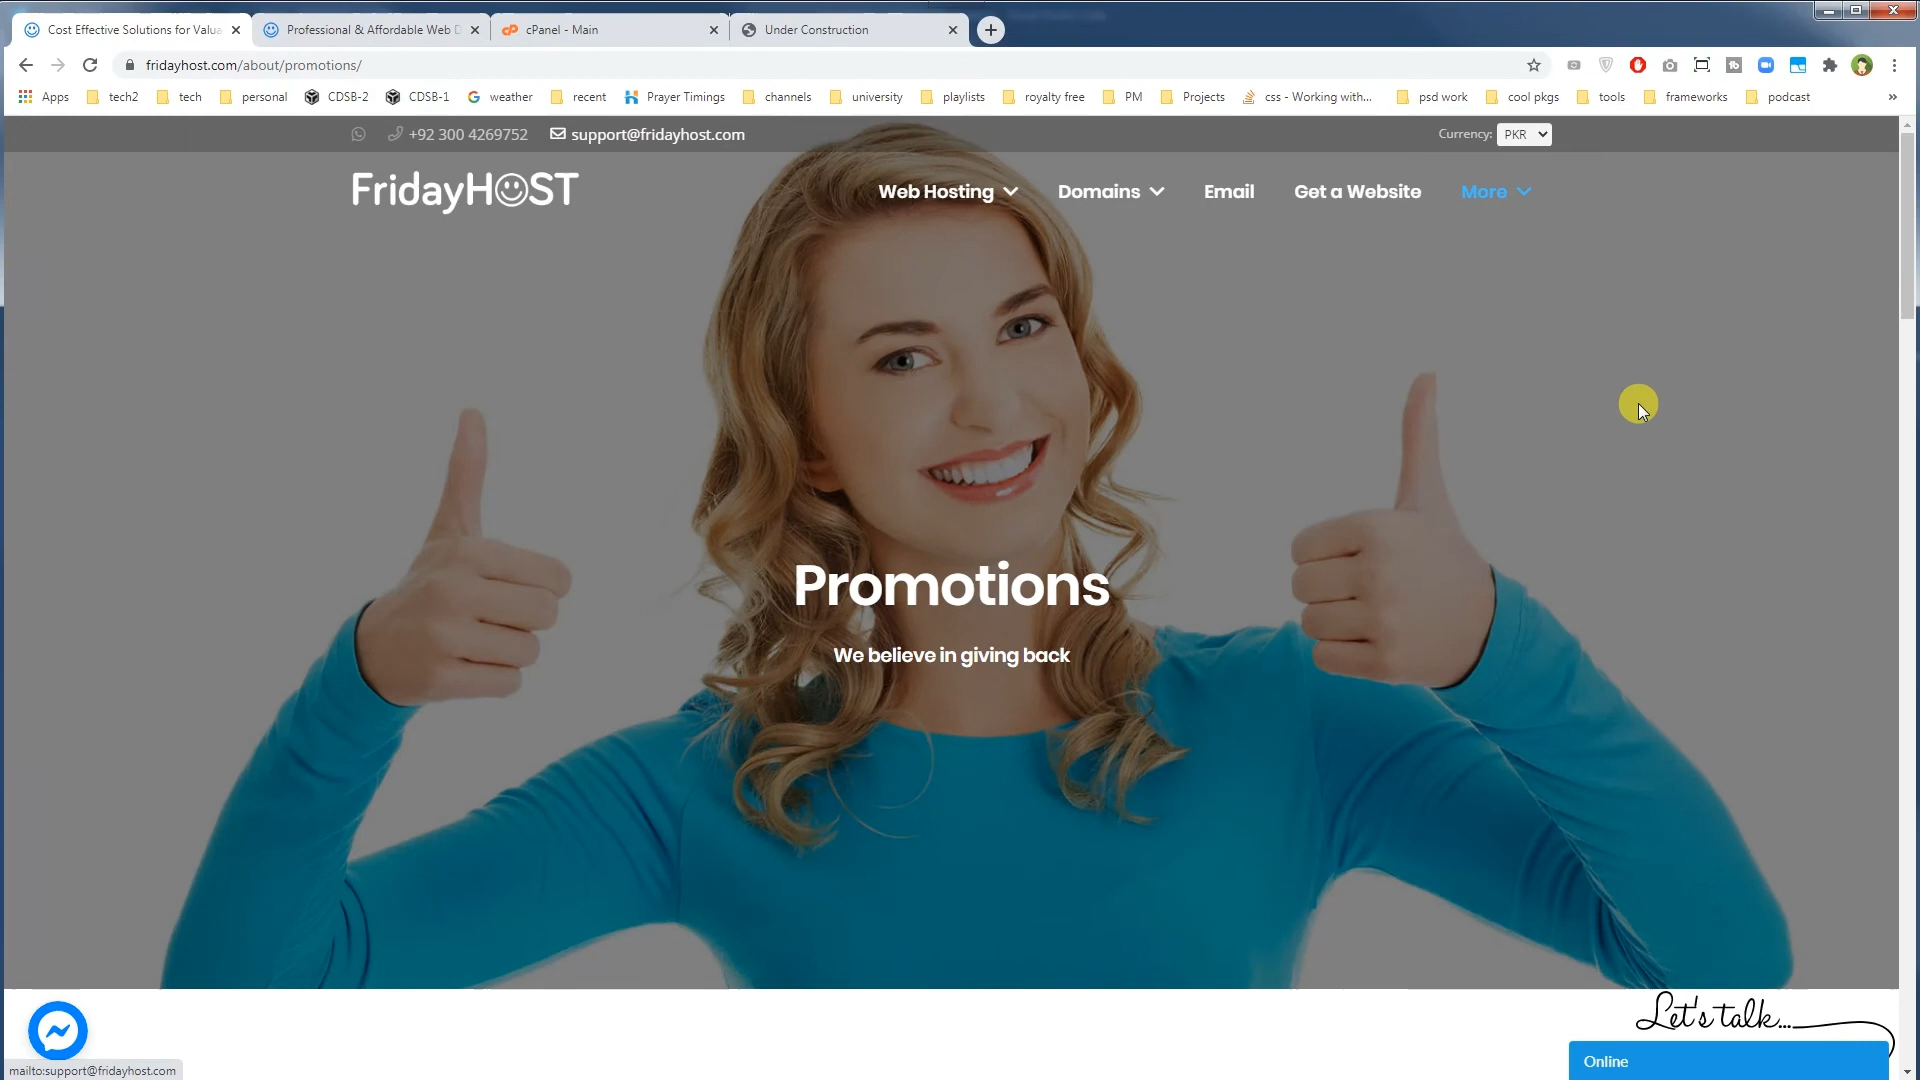 Cost Effective Solutions for Valua
Professional & Affordable Web D
cPanel - Main
Under Construction
fridayhost.com/about/promotions/
Apps
tech2
tech
personal
CDSB-2
CDSB-1
weather
recent
Prayer Timings
channels
university
playlists
royalty free
PM
Projects
css - Working with...
psd work
cool pkgs
tools
frameworks
podcast
+92 300 4269752
support@fridayhost.com
Currency: PKR
FridayHOST
Web Hosting
Domains
Email
Get a Website
More
Promotions
We believe in giving back
Let's talk...
Online
mailto:support@fridayhost.com